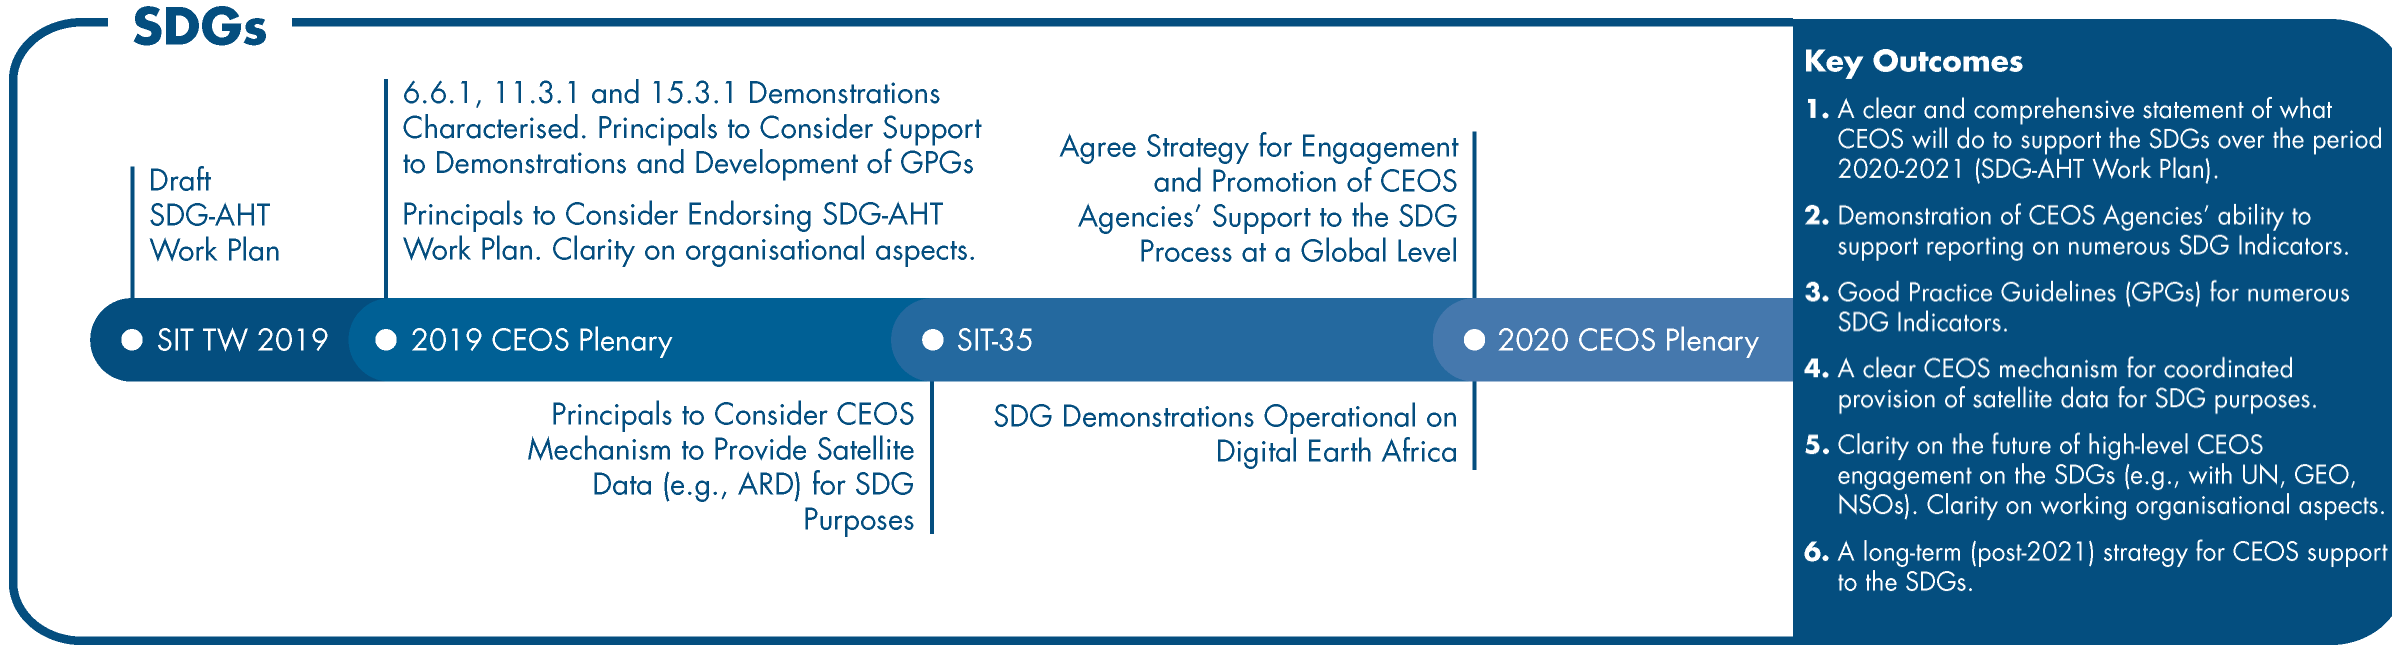 SDGs
Draft
SDG-AHT
Work Plan
6.6.1, 11.3.1 and 15.3.1 Demonstrations
Characterised. Principals to Consider Support
to Demonstrations and Development of GPGs
Principals to Consider Endorsing SDG-AHT
Work Plan. Clarity on organisational aspects.
Agree Strategy for Engagement
and Promotion of CEOS
Agencies’ Support to the SDG
Process at a Global Level
SIT TW 2019
2019 CEOS Plenary
SIT-35
2020 CEOS Plenary
Principals to Consider CEOS
Mechanism to Provide Satellite
Data (e.g., ARD) for SDG
Purposes
SDG Demonstrations Operational on
Digital Earth Africa
Key Outcomes
1. A clear and comprehensive statement of what
CEOS will do to support the SDGs over the period
2020-2021 (SDG-AHT Work Plan).
2. Demonstration of CEOS Agencies’ ability to
support reporting on numerous SDG Indicators.
3. Good Practice Guidelines (GPGs) for numerous
SDG Indicators.
4. A clear CEOS mechanism for coordinated
provision of satellite data for SDG purposes.
5. Clarity on the future of high-level CEOS
engagement on the SDGs (e.g., with UN, GEO,
NSOs). Clarity on working organisational aspects.
6. A long-term (post-2021) strategy for CEOS support
to the SDGs.